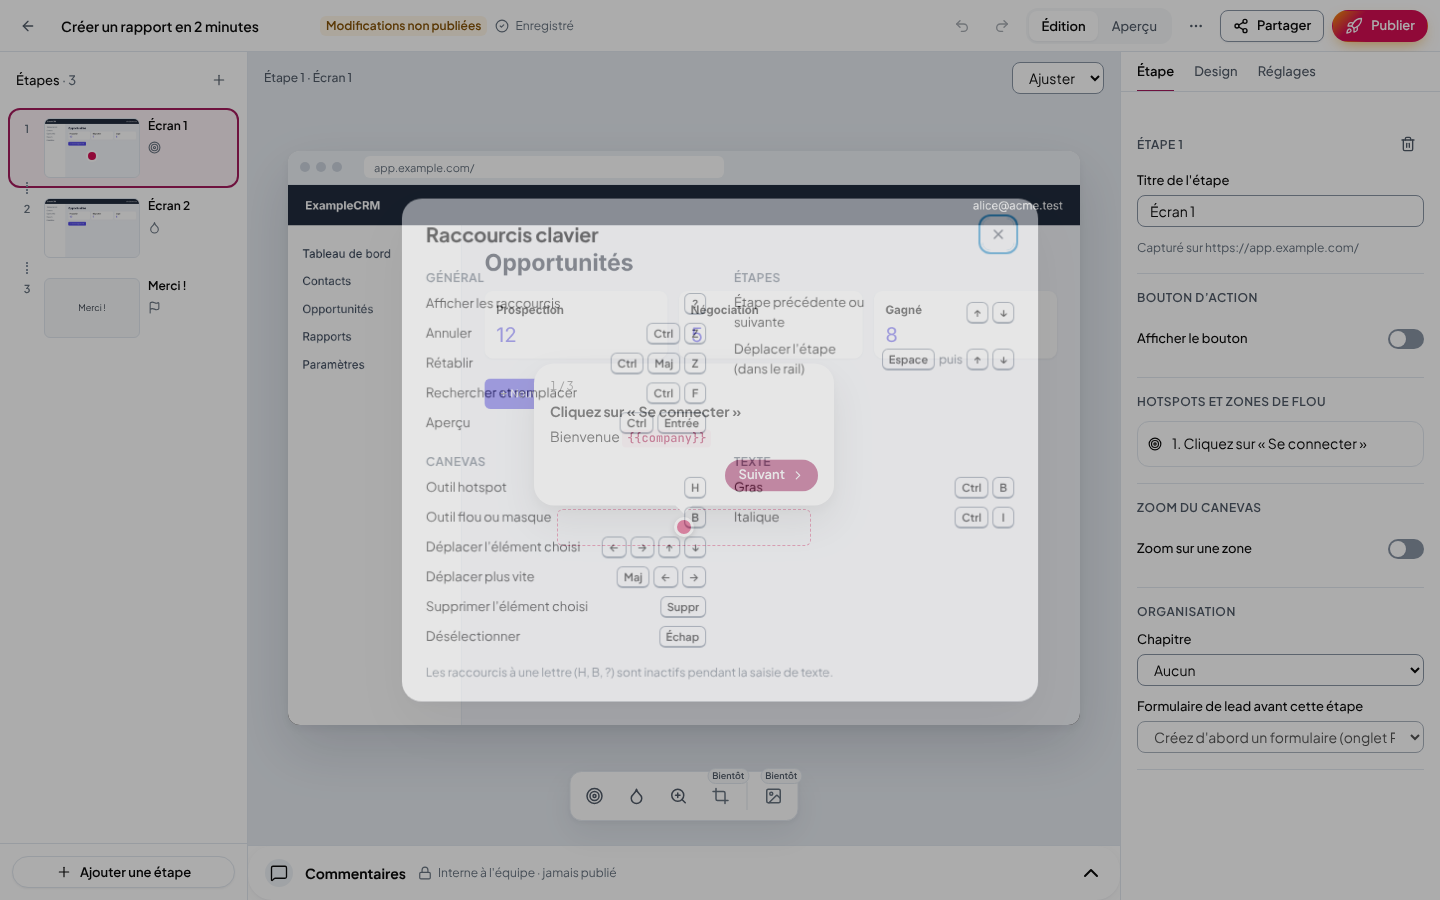 Créer un rapport en 2 minutes
Modifications non publiées
Enregistré
Édition
Aperçu
Partager
Publier
Étapes · 3
1
Écran 1
2
Écran 2
3
Merci !
Merci !
Ajouter une étape
Étape 1 · Écran 1
Ajuster
app.example.com/
ExampleCRM
alice@acme.test
Tableau de bord
Contacts
Opportunités
Rapports
Paramètres
Opportunités
Prospection
12
Négociation
5
Gagné
8
1 / 3
Cliquez sur « Se connecter »
Bienvenue {{company}}
Suivant
Raccourcis clavier
GÉNÉRAL
Afficher les raccourcis
?
Annuler
Ctrl Z
Rétablir
Ctrl Maj Z
Rechercher et remplacer
Ctrl F
Aperçu
Ctrl Entrée
ÉTAPES
Étape précédente ou
suivante
↑ ↓
Déplacer l'étape
(dans le rail)
Espace puis ↑ ↓
CANEVAS
Outil hotspot
H
Outil flou ou masque
B
Déplacer l'élément choisi
← → ↑ ↓
Déplacer plus vite
Maj ← →
Supprimer l'élément choisi
Suppr
Désélectionner
Échap
TEXTE
Gras
Ctrl B
Italique
Ctrl I
Les raccourcis à une lettre (H, B, ?) sont inactifs pendant la saisie de texte.
Bientôt
Bientôt
Commentaires
Interne à l'équipe · jamais publié
Étape
Design
Réglages
ÉTAPE 1
Titre de l'étape
Écran 1
Capturé sur https://app.example.com/
BOUTON D'ACTION
Afficher le bouton
HOTSPOTS ET ZONES DE FLOU
1. Cliquez sur « Se connecter »
ZOOM DU CANEVAS
Zoom sur une zone
ORGANISATION
Chapitre
Aucun
Formulaire de lead avant cette étape
Créez d'abord un formulaire (onglet F